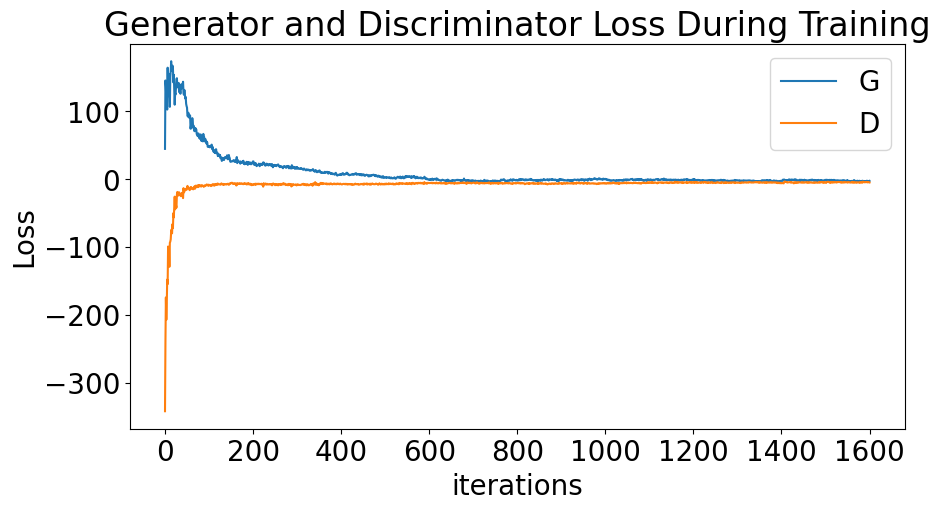 Generator and Discriminator Loss During Training
G
D
100
0
−100
−200
−300
Loss
0 200 400 600 800 1000 1200 1400 1600
iterations